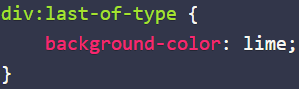 div:last-of-type {
    background-color: lime;
}